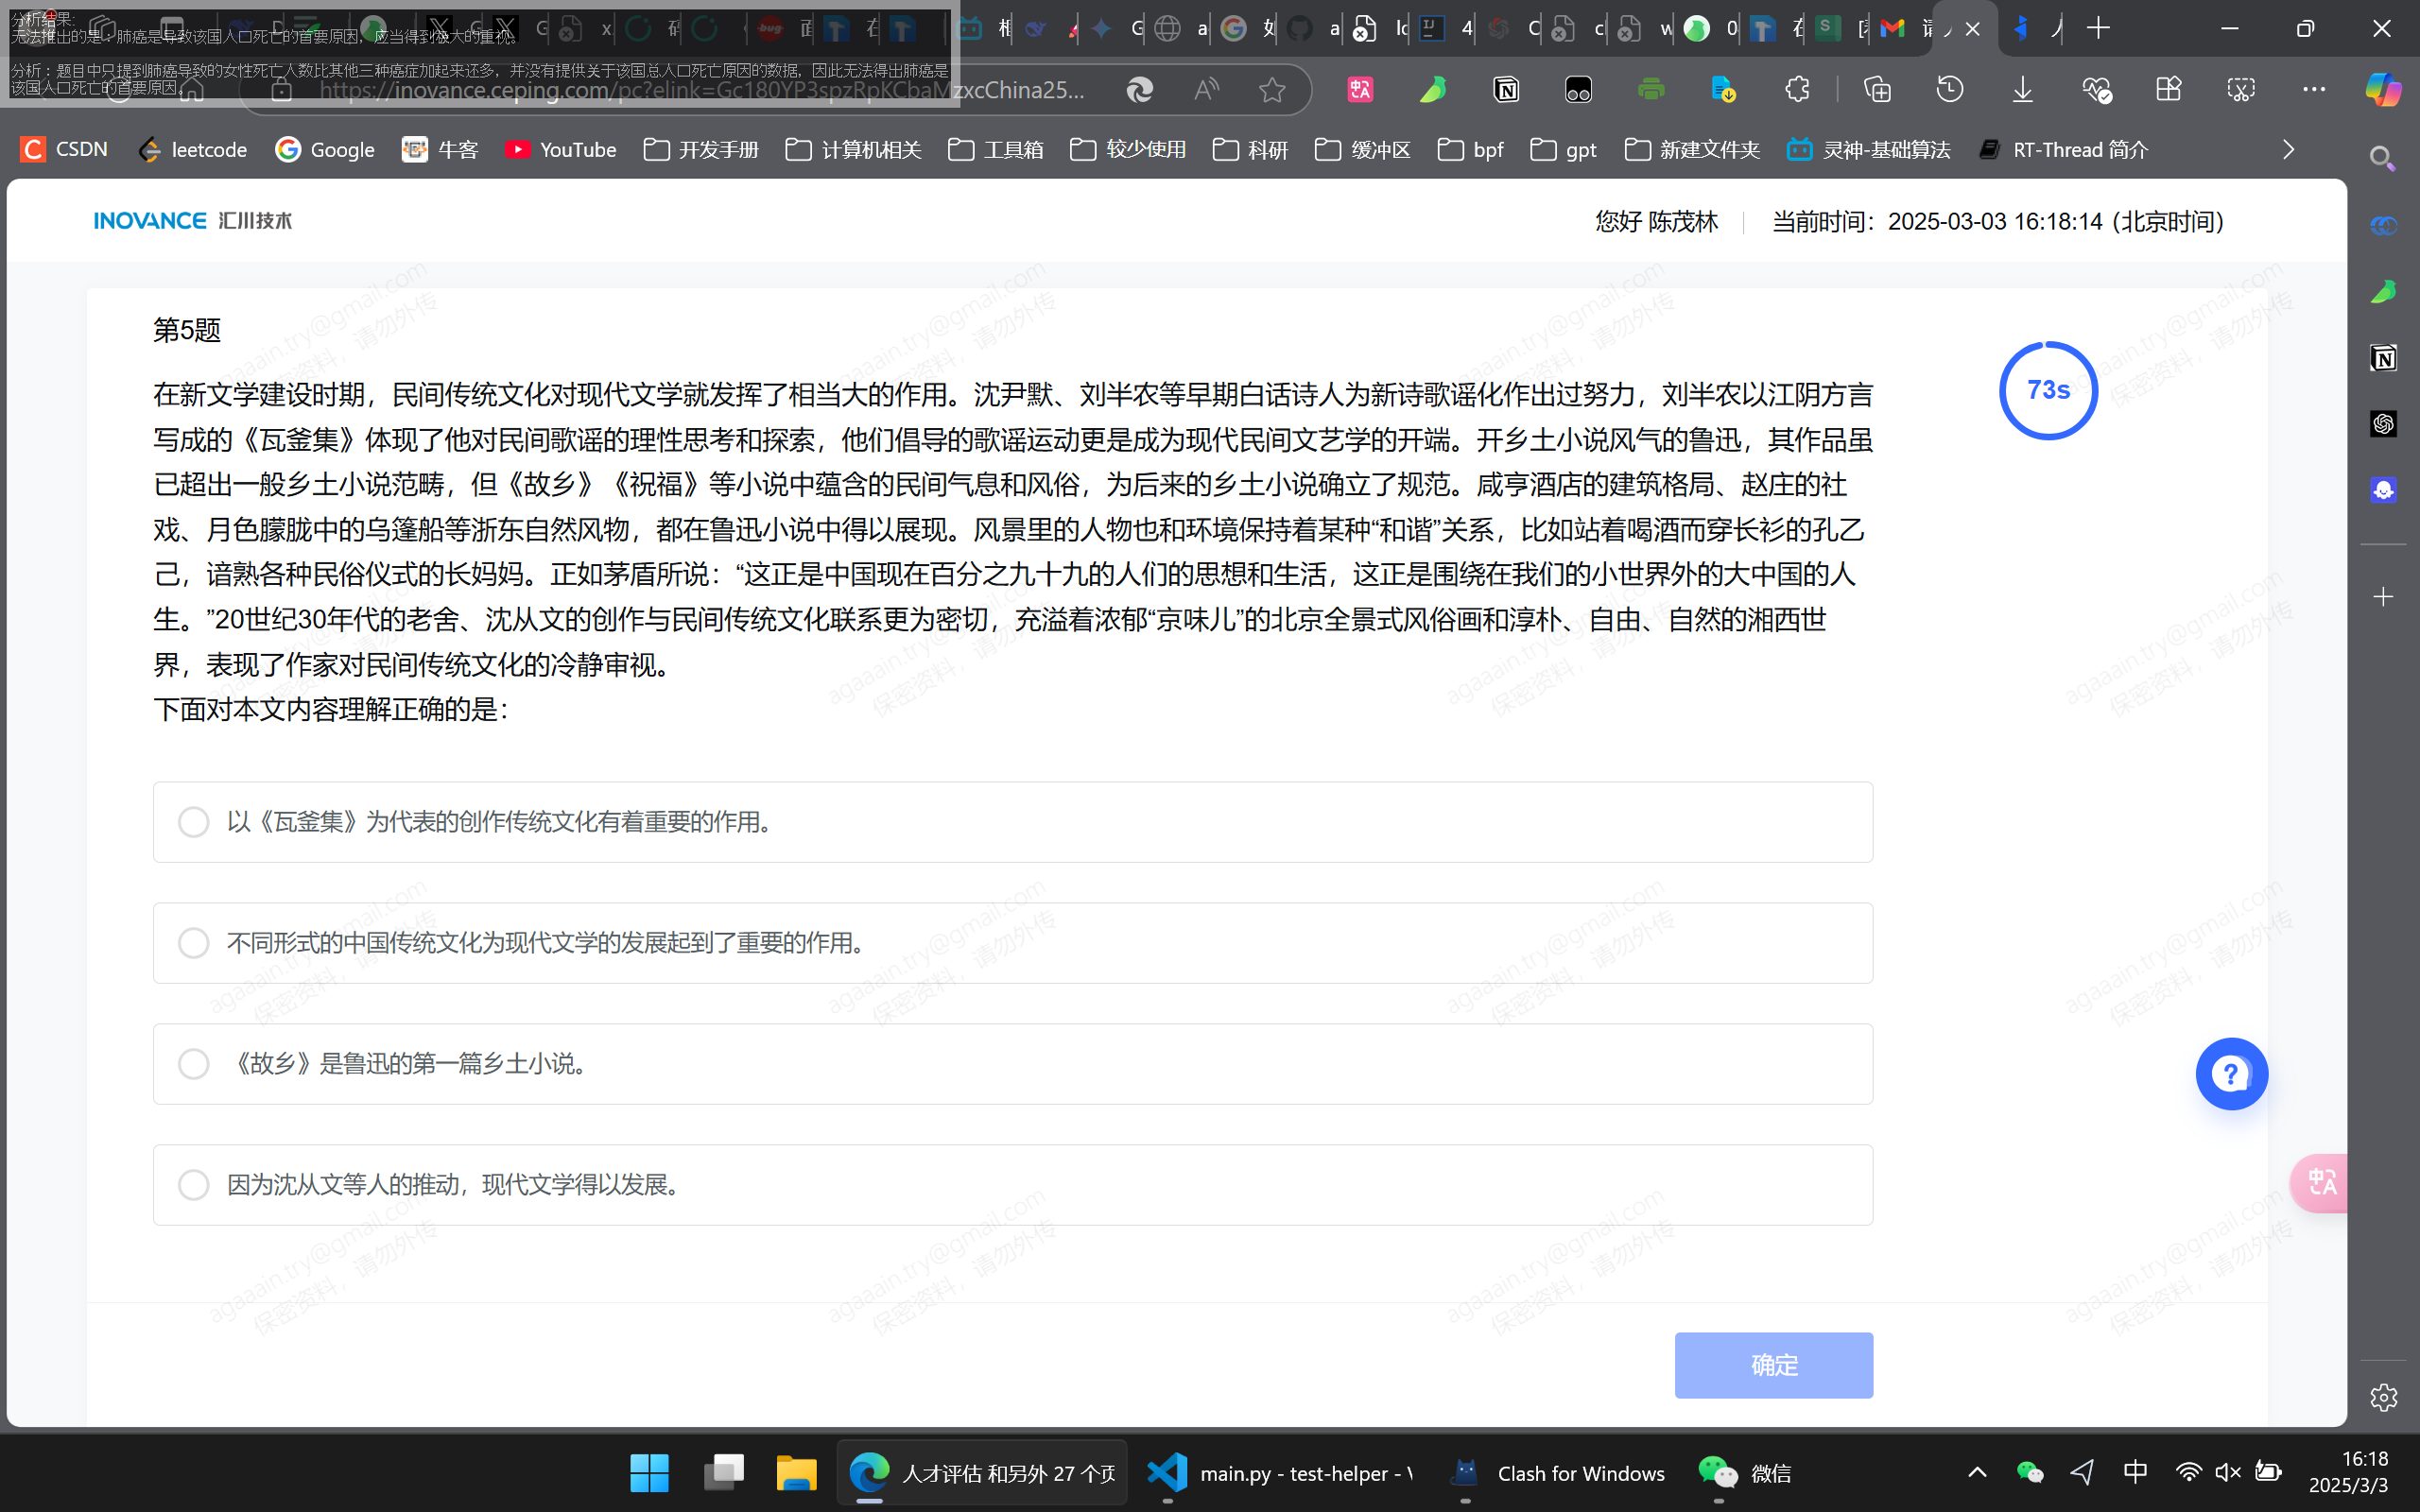 分析结果:
无法推出的是：肺癌是导致该国人口死亡的首要原因，应当得到极大的重视。
分析：题目中只提到肺癌导致的女性死亡人数比其他三种癌症加起来还多，并没有提供关于该国总人口死亡原因的数据，因此无法得出肺癌是
该国人口死亡的首要原因。
https://inovance.ceping.com/pc?elink=Gc180YP3spzRpKCbaMzxcChina25...
CSDN leetcode Google 牛客 YouTube 开发手册 计算机相关 工具箱 较少使用 科研 缓冲区 bpf gpt 新建文件夹 灵神-基础算法 RT-Thread 简介
INOVANCE 汇川技术
您好 陈茂林 当前时间：2025-03-03 16:18:14 (北京时间)
第5题
73s
在新文学建设时期，民间传统文化对现代文学就发挥了相当大的作用。沈尹默、刘半农等早期白话诗人为新诗歌谣化作出过努力，刘半农以江阴方言
写成的《瓦釜集》体现了他对民间歌谣的理性思考和探索，他们倡导的歌谣运动更是成为现代民间文艺学的开端。开乡土小说风气的鲁迅，其作品虽
已超出一般乡土小说范畴，但《故乡》《祝福》等小说中蕴含的民间气息和风俗，为后来的乡土小说确立了规范。咸亨酒店的建筑格局、赵庄的社
戏、月色朦胧中的乌篷船等浙东自然风物，都在鲁迅小说中得以展现。风景里的人物也和环境保持着某种“和谐”关系，比如站着喝酒而穿长衫的孔乙
己，谙熟各种民俗仪式的长妈妈。正如茅盾所说：“这正是中国现在百分之九十九的人们的思想和生活，这正是围绕在我们的小世界外的大中国的人
生。”20世纪30年代的老舍、沈从文的创作与民间传统文化联系更为密切，充溢着浓郁“京味儿”的北京全景式风俗画和淳朴、自由、自然的湘西世
界，表现了作家对民间传统文化的冷静审视。
下面对本文内容理解正确的是：
以《瓦釜集》为代表的创作传统文化有着重要的作用。
不同形式的中国传统文化为现代文学的发展起到了重要的作用。
《故乡》是鲁迅的第一篇乡土小说。
因为沈从文等人的推动，现代文学得以发展。
确定
agaaain.try@gmail.com
保密资料，请勿外传
人才评估 和另外 27 个页 main.py - test-helper - Clash for Windows 微信
中
16:18
2025/3/3